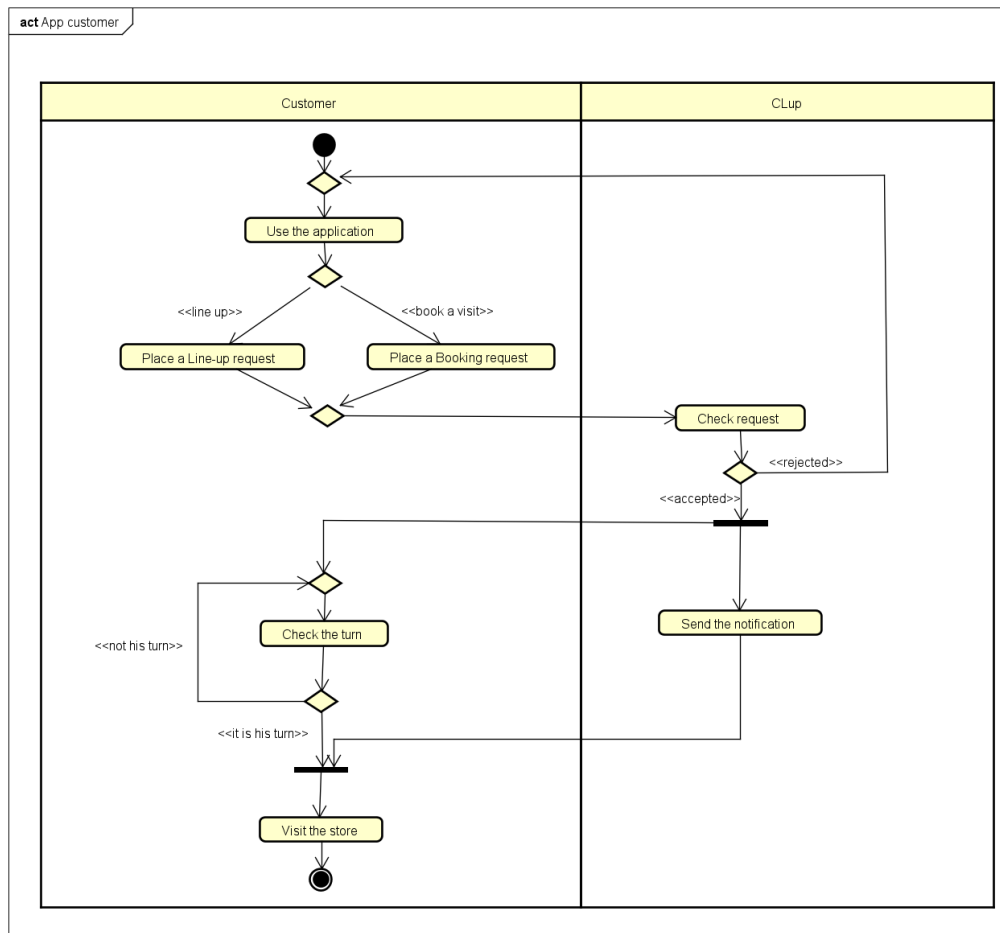 act App customer
Customer
CLup
Use the application
<<line up>>
<<book a visit>>
Place a Line-up request
Place a Booking request
Check request
<<rejected>>
<<accepted>>
Send the notification
Check the turn
<<not his turn>>
<<it is his turn>>
Visit the store